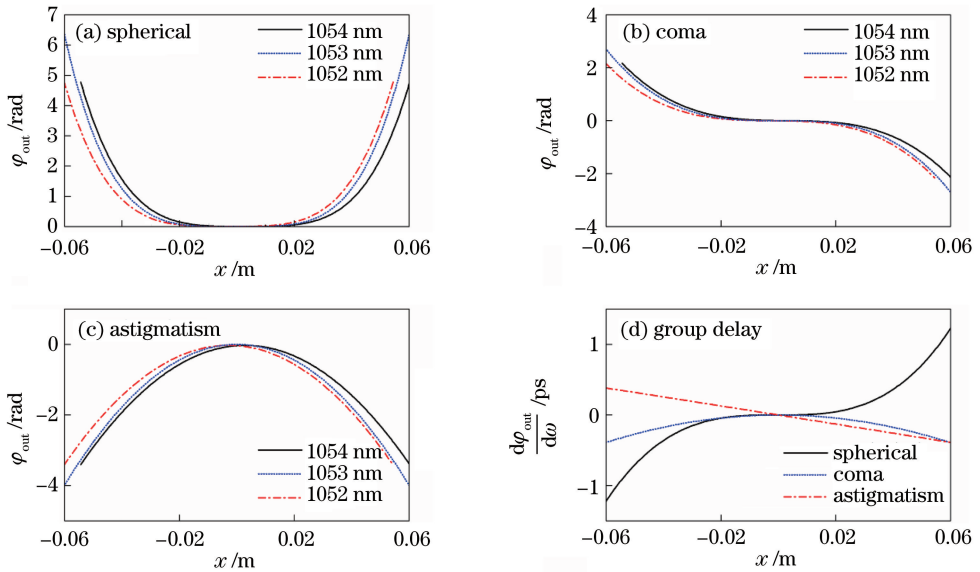 (a) spherical
1054 nm
1053 nm
1052 nm
7
6
5
4
3
2
1
0
φout /rad
−0.06
−0.02
0.02
0.06
x /m
(b) coma
1054 nm
1053 nm
1052 nm
4
2
0
−2
−4
φout /rad
−0.06
−0.02
0.02
0.06
x /m
(c) astigmatism
1054 nm
1053 nm
1052 nm
0
−2
−4
φout /rad
−0.06
−0.02
0.02
0.06
x /m
(d) group delay
1
0
−1
dφout/dω /ps
spherical
coma
astigmatism
−0.06
−0.02
0.02
0.06
x /m